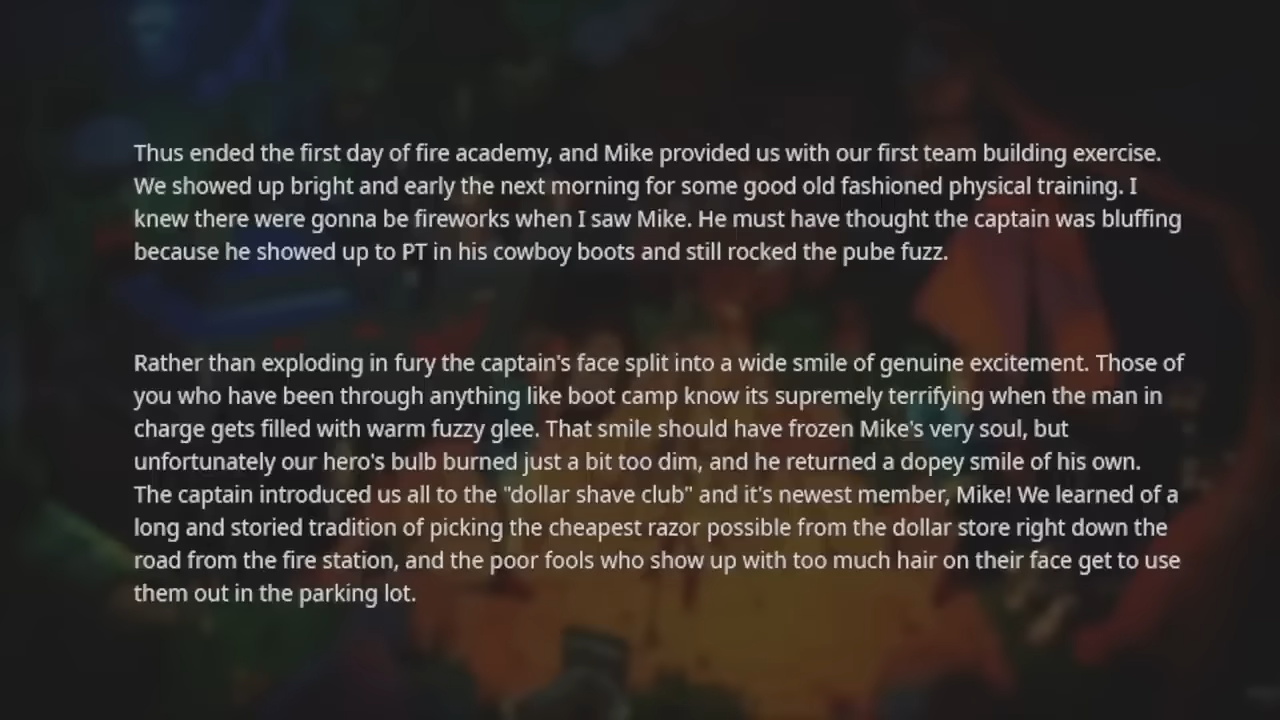 Thus ended the first day of fire academy, and Mike provided us with our first team building exercise.
We showed up bright and early the next morning for some good old fashioned physical training. I
knew there were gonna be fireworks when I saw Mike. He must have thought the captain was bluffing
because he showed up to PT in his cowboy boots and still rocked the pube fuzz.
Rather than exploding in fury the captain's face split into a wide smile of genuine excitement. Those of
you who have been through anything like boot camp know its supremely terrifying when the man in
charge gets filled with warm fuzzy glee. That smile should have frozen Mike's very soul, but
unfortunately our hero's bulb burned just a bit too dim, and he returned a dopey smile of his own.
The captain introduced us all to the "dollar shave club" and it's newest member, Mike! We learned of a
long and storied tradition of picking the cheapest razor possible from the dollar store right down the
road from the fire station, and the poor fools who show up with too much hair on their face get to use
them out in the parking lot.